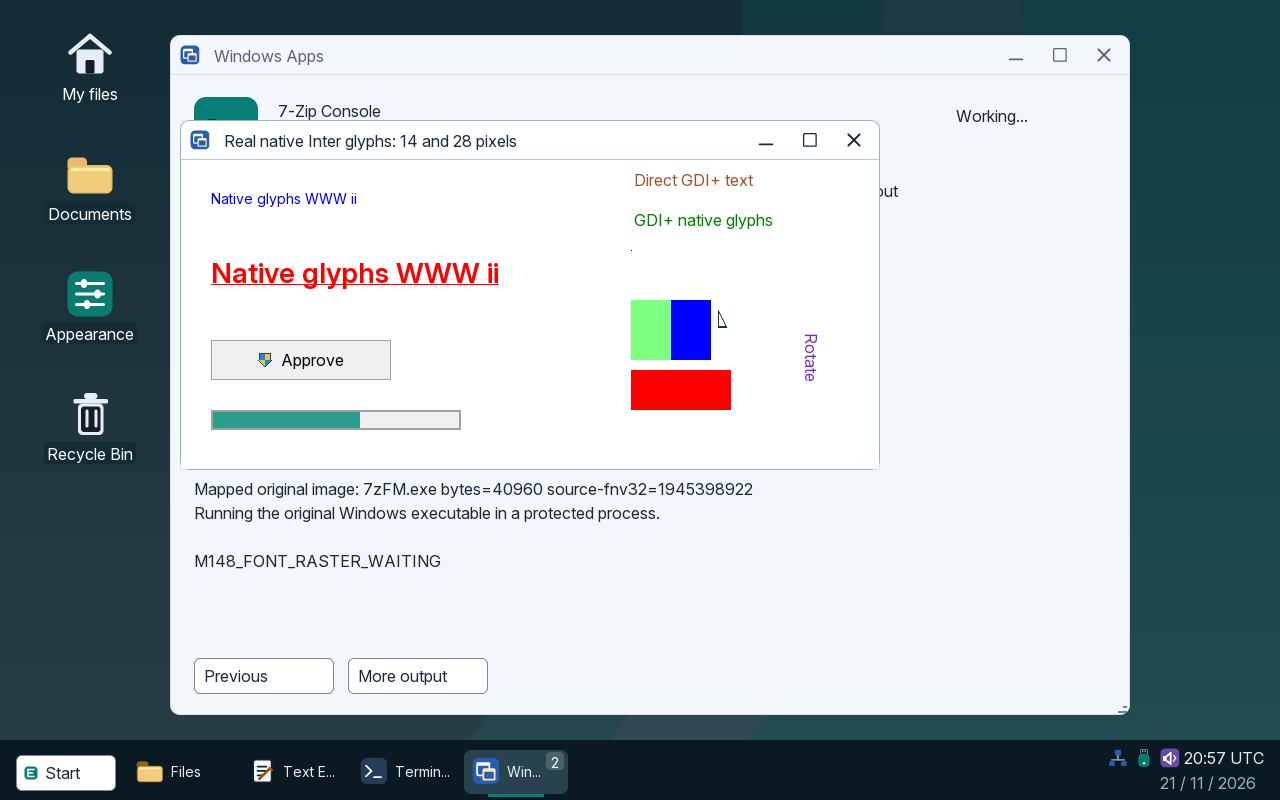 My files
Documents
Appearance
Recycle Bin
Windows Apps
7-Zip Console
Working...
Real native Inter glyphs: 14 and 28 pixels
Native glyphs WWW ii
Direct GDI+ text
GDI+ native glyphs
Native glyphs WWW ii
Approve
Rotate
Mapped original image: 7zFM.exe bytes=40960 source-fnv32=1945398922
Running the original Windows executable in a protected process.
M148_FONT_RASTER_WAITING
Previous
More output
Start
Files
Text E...
Termin...
Win...
2
20:57 UTC
21 / 11 / 2026